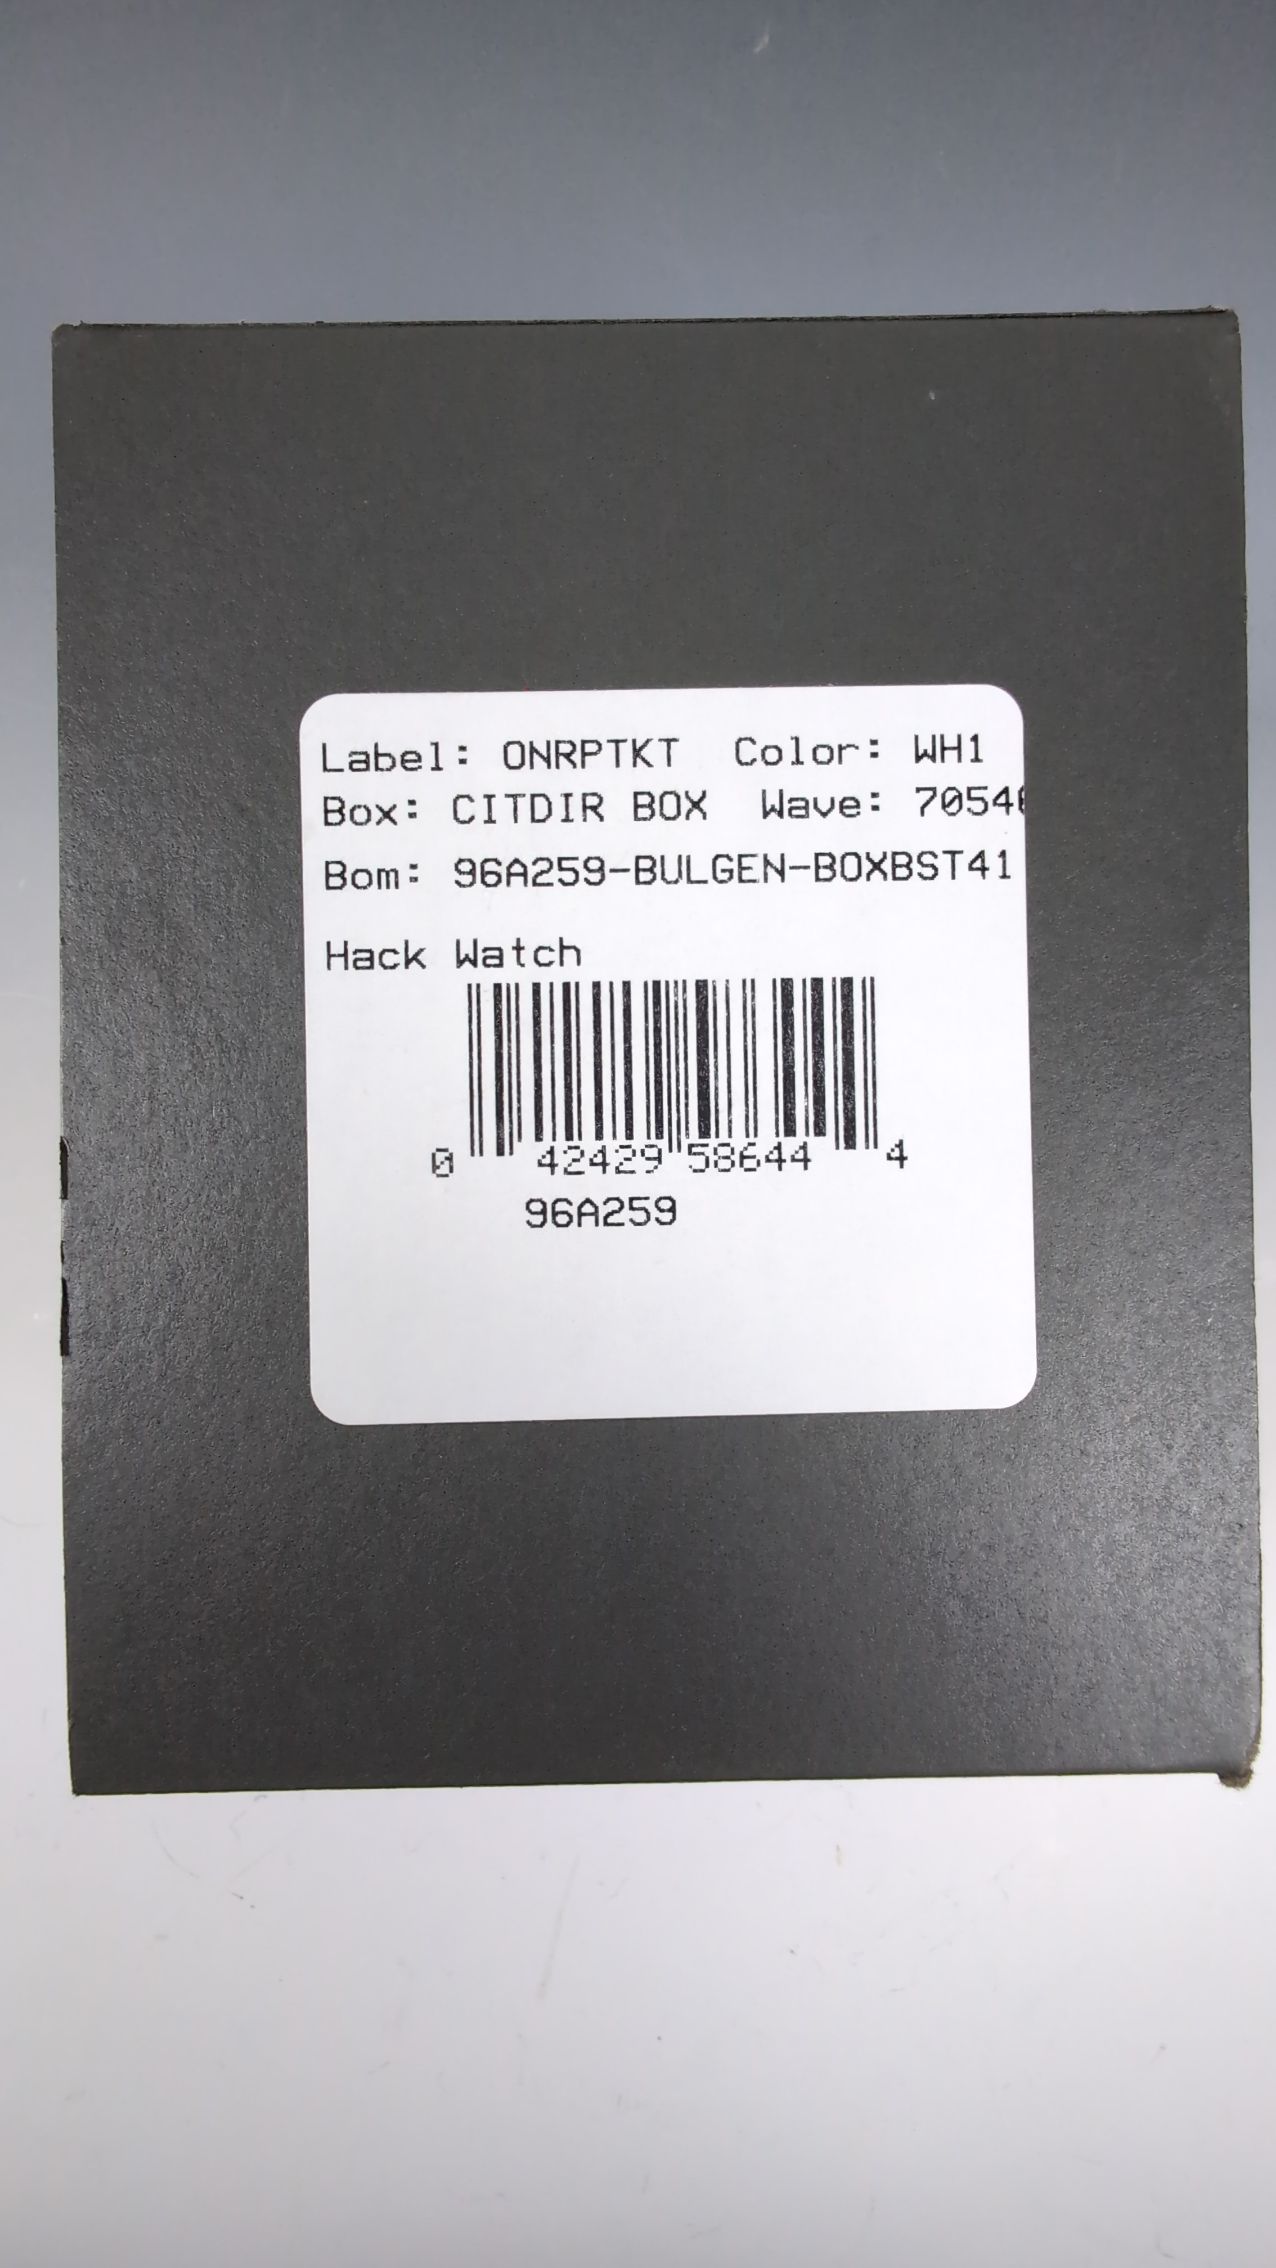 Label: ONRPTKT Color: WH1
Box: CITDIR BOX Wave:
Bom: 96A259-BULGEN-BOXBST41
Hack Watch
0 42429 58644 4
96A259